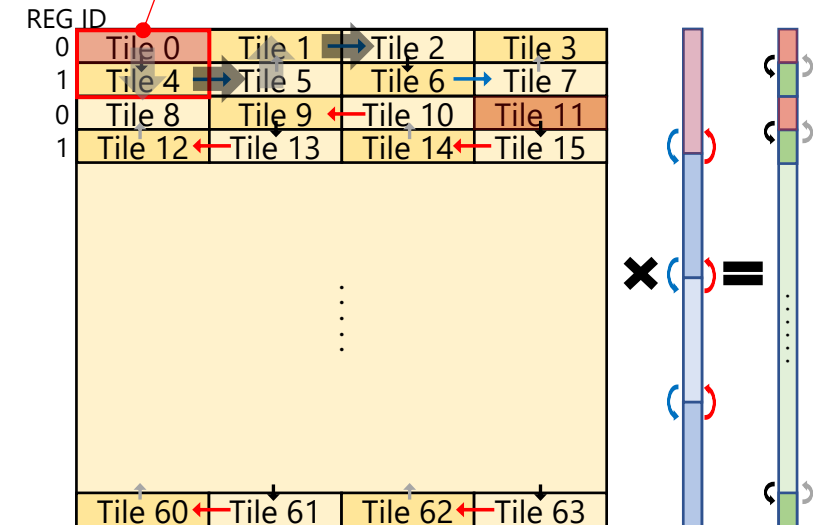 REG ID
0 Tile 0 Tile 1 Tile 2 Tile 3
1 Tile 4 Tile 5 Tile 6 Tile 7
0 Tile 8 Tile 9 Tile 10 Tile 11
1 Tile 12 Tile 13 Tile 14 Tile 15
× =
Tile 60 Tile 61 Tile 62 Tile 63